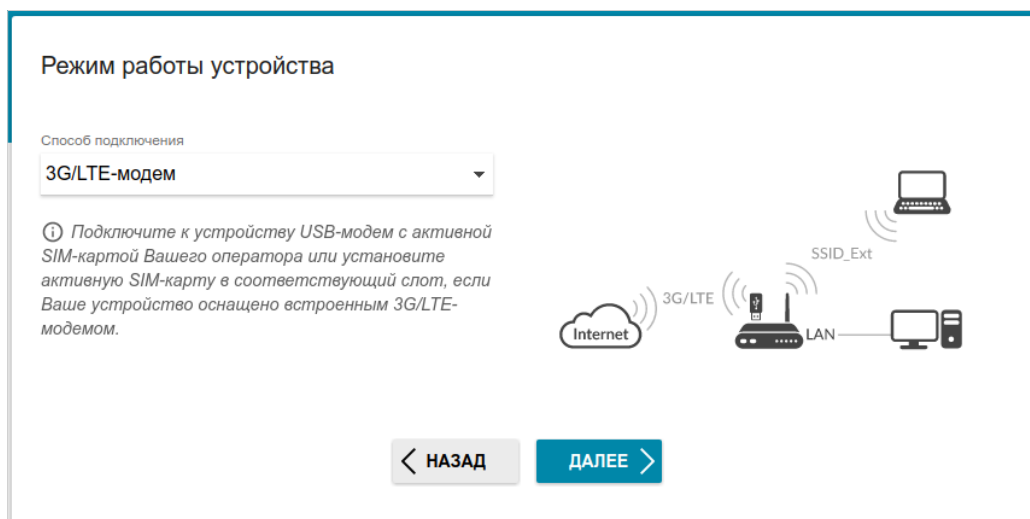 Режим работы устройства
Способ подключения
3G/LTE-модем
Подключите к устройству USB-модем с активной
SIM-картой Вашего оператора или установите
активную SIM-карту в соответствующий слот, если
Ваше устройство оснащено встроенным 3G/LTE-
модемом.
SSID_Ext
3G/LTE
Internet
LAN
НАЗАД
ДАЛЕЕ